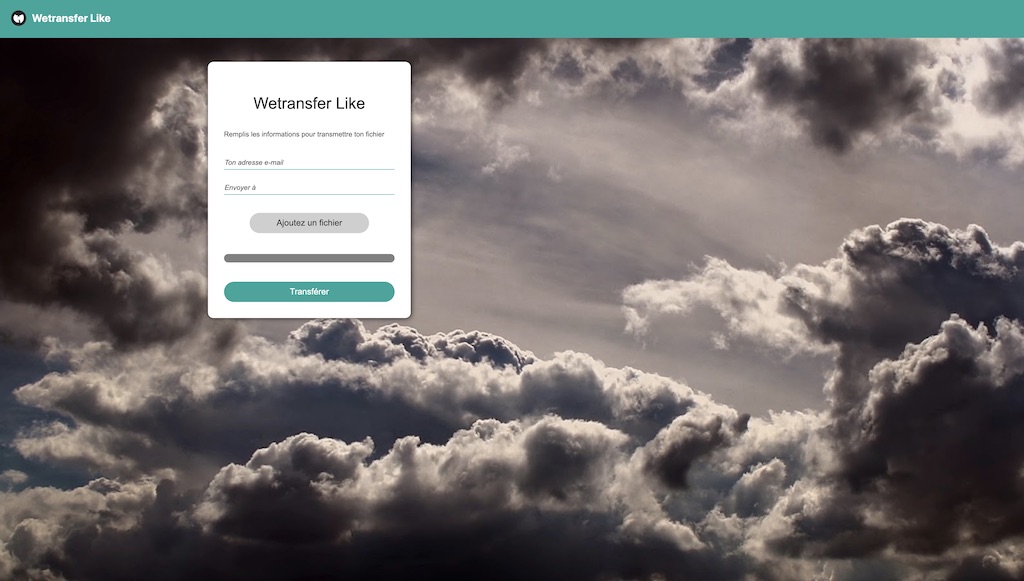 Wetransfer Like
Wetransfer Like
Remplis les informations pour transmettre ton fichier
Ton adresse e-mail
Envoyer à
Ajoutez un fichier
Transférer